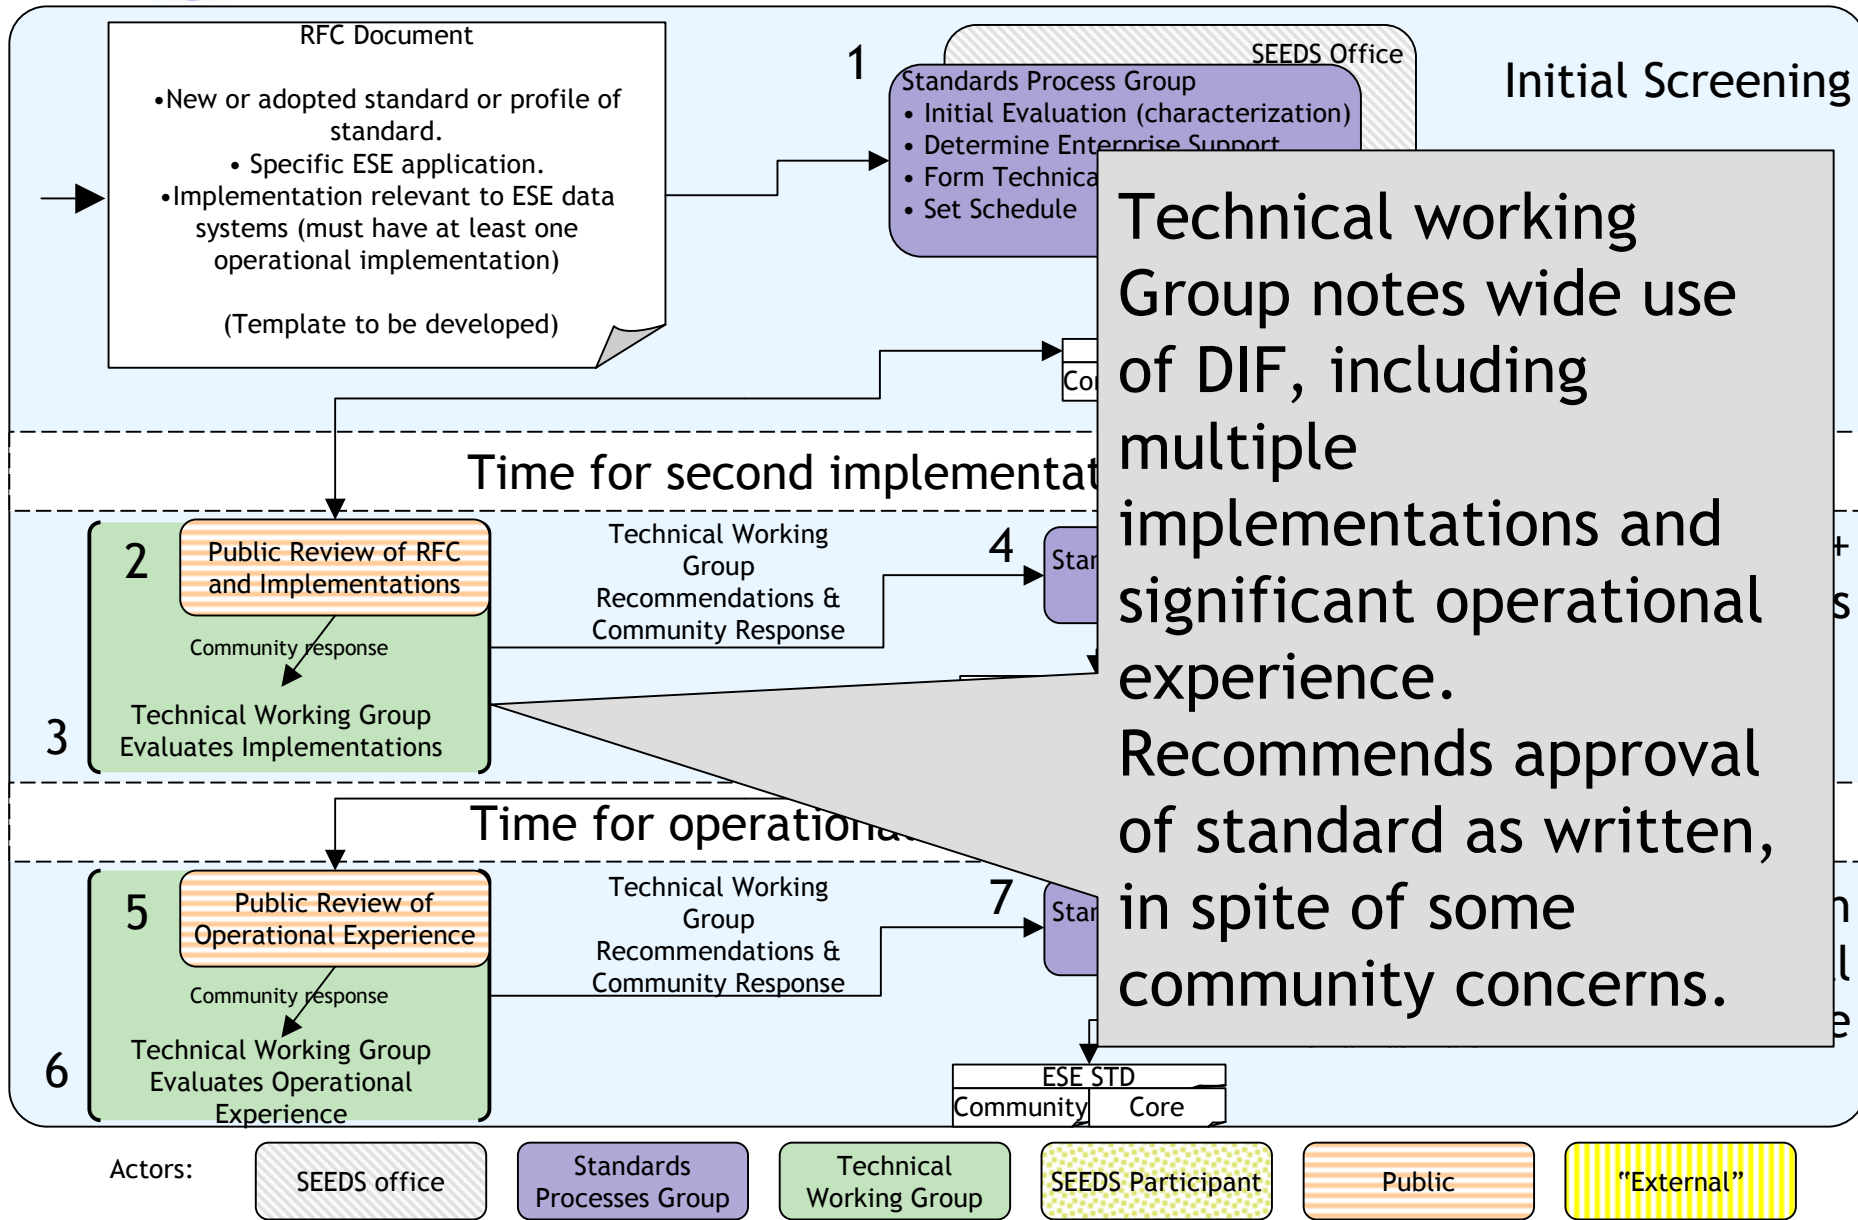 RFC Document
•New or adopted standard or profile of
standard.
• Specific ESE application.
•Implementation relevant to ESE data
systems (must have at least one
operational implementation)
(Template to be developed)
1
SEEDS Office
Standards Process Group
• Initial Evaluation (characterization)
• Determine Enterprise Support
• Form Technica
• Set Schedule
Initial Screening
Technical working
Group notes wide use
of DIF, including
multiple
implementations and
significant operational
experience.
Recommends approval
of standard as written,
in spite of some
community concerns.
Time for second implementat
2
Public Review of RFC
and Implementations
Community response
3
Technical Working Group
Evaluates Implementations
Technical Working
Group
Recommendations &
Community Response
4
Star
+
s
Time for operational
5
Public Review of
Operational Experience
Community response
6
Technical Working Group
Evaluates Operational
Experience
Technical Working
Group
Recommendations &
Community Response
7
Star
ESE STD
Community
Core
Actors:
SEEDS office
Standards
Processes Group
Technical
Working Group
SEEDS Participant
Public
“External”